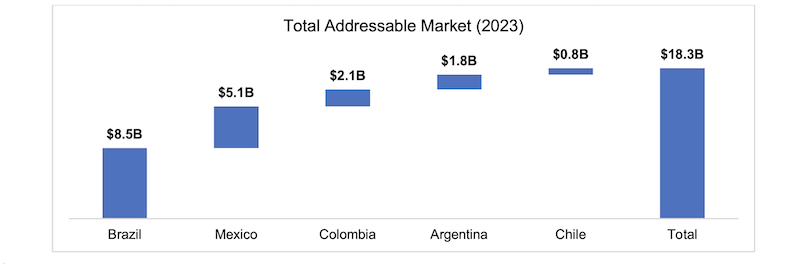 Total Addressable Market (2023)
$8.5B
$5.1B
$2.1B
$1.8B
$0.8B
$18.3B
Brazil
Mexico
Colombia
Argentina
Chile
Total